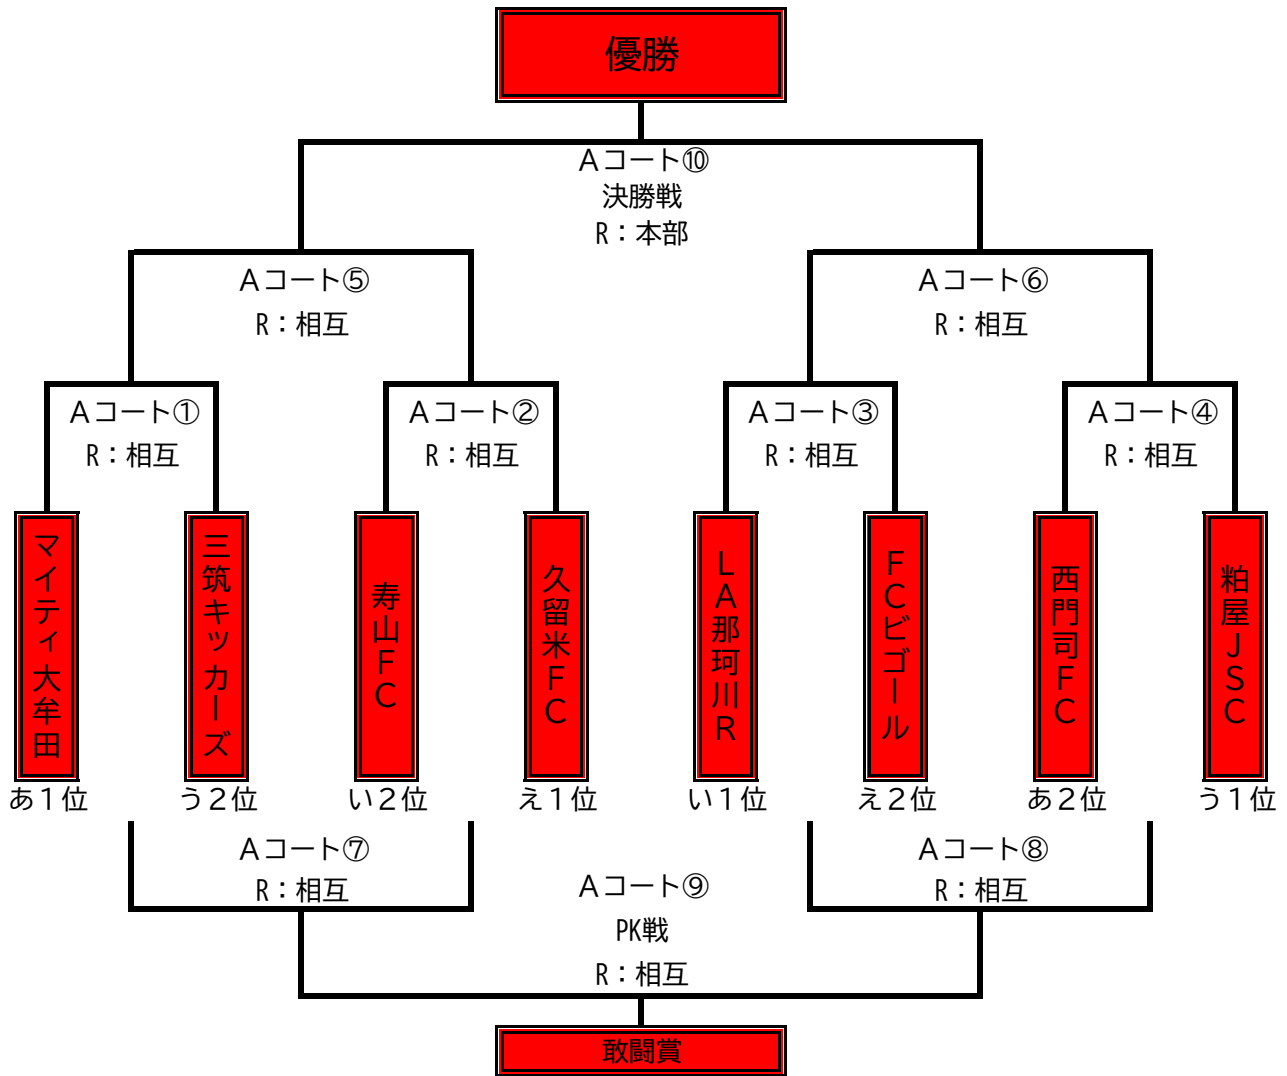 優勝
Aコート⑩
決勝戦
R：本部
Aコート⑤
R：相互
Aコート⑥
R：相互
Aコート①
R：相互
Aコート②
R：相互
Aコート③
R：相互
Aコート④
R：相互
マイティ大牟田
三筑キッカーズ
寿山FC
久留米FC
LA那珂川R
FCビゴール
西門司FC
粕屋JSC
あ1位
う2位
い2位
え1位
い1位
え2位
あ2位
う1位
Aコート⑦
R：相互
Aコート⑧
R：相互
Aコート⑨
PK戦
R：相互
敢闘賞